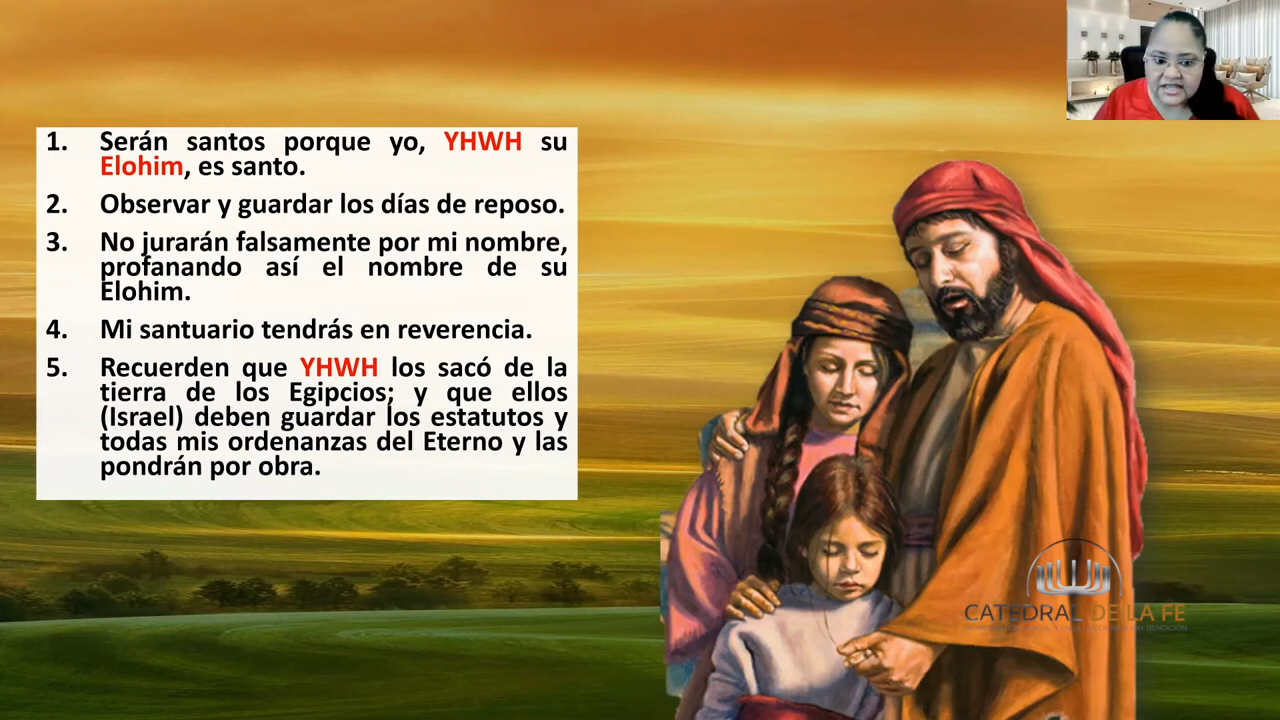 1. Serán santos porque yo, YHWH su
Elohim, es santo.
2. Observar y guardar los días de reposo.
3. No jurarán falsamente por mi nombre,
profanando así el nombre de su
Elohim.
4. Mi santuario tendrás en reverencia.
5. Recuerden que YHWH los sacó de la
tierra de los Egipcios; y que ellos
(Israel) deben guardar los estatutos y
todas mis ordenanzas del Eterno y las
pondrán por obra.
CATEDRAL DE LA FE
BENDICIÓN